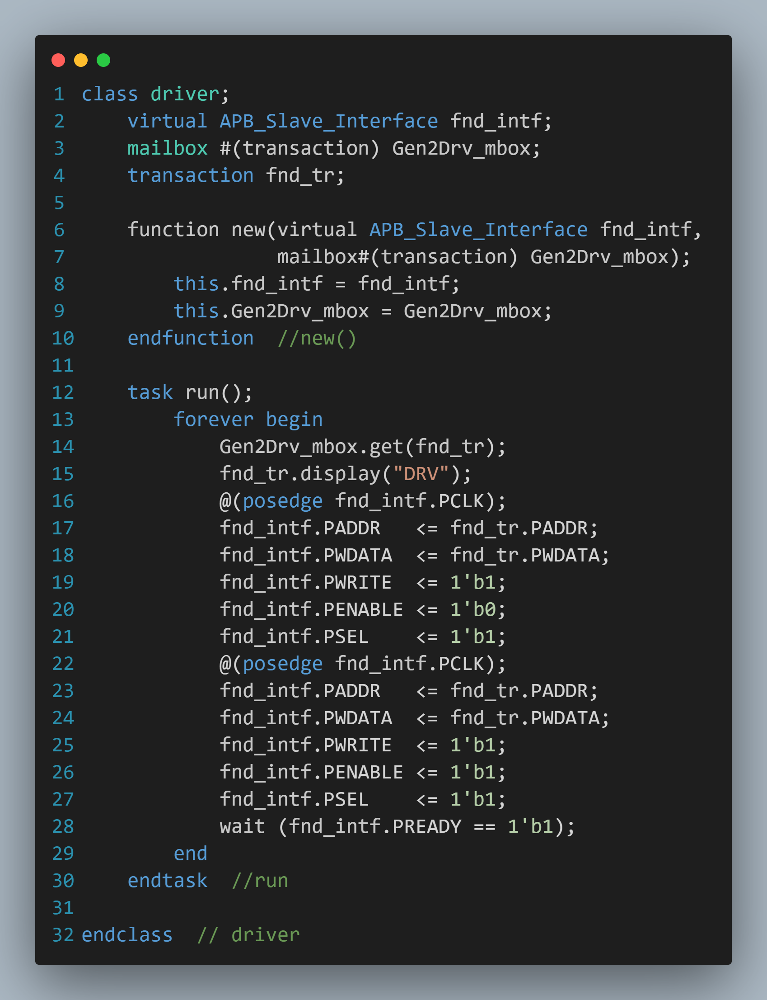 1 class driver;
2     virtual APB_Slave_Interface fnd_intf;
3     mailbox #(transaction) Gen2Drv_mbox;
4     transaction fnd_tr;
5
6     function new(virtual APB_Slave_Interface fnd_intf,
7                  mailbox#(transaction) Gen2Drv_mbox);
8         this.fnd_intf = fnd_intf;
9         this.Gen2Drv_mbox = Gen2Drv_mbox;
10     endfunction  //new()
11
12     task run();
13         forever begin
14             Gen2Drv_mbox.get(fnd_tr);
15             fnd_tr.display("DRV");
16             @(posedge fnd_intf.PCLK);
17             fnd_intf.PADDR   <= fnd_tr.PADDR;
18             fnd_intf.PWDATA  <= fnd_tr.PWDATA;
19             fnd_intf.PWRITE  <= 1'b1;
20             fnd_intf.PENABLE <= 1'b0;
21             fnd_intf.PSEL    <= 1'b1;
22             @(posedge fnd_intf.PCLK);
23             fnd_intf.PADDR   <= fnd_tr.PADDR;
24             fnd_intf.PWDATA  <= fnd_tr.PWDATA;
25             fnd_intf.PWRITE  <= 1'b1;
26             fnd_intf.PENABLE <= 1'b1;
27             fnd_intf.PSEL    <= 1'b1;
28             wait (fnd_intf.PREADY == 1'b1);
29         end
30     endtask  //run
31
32 endclass  // driver